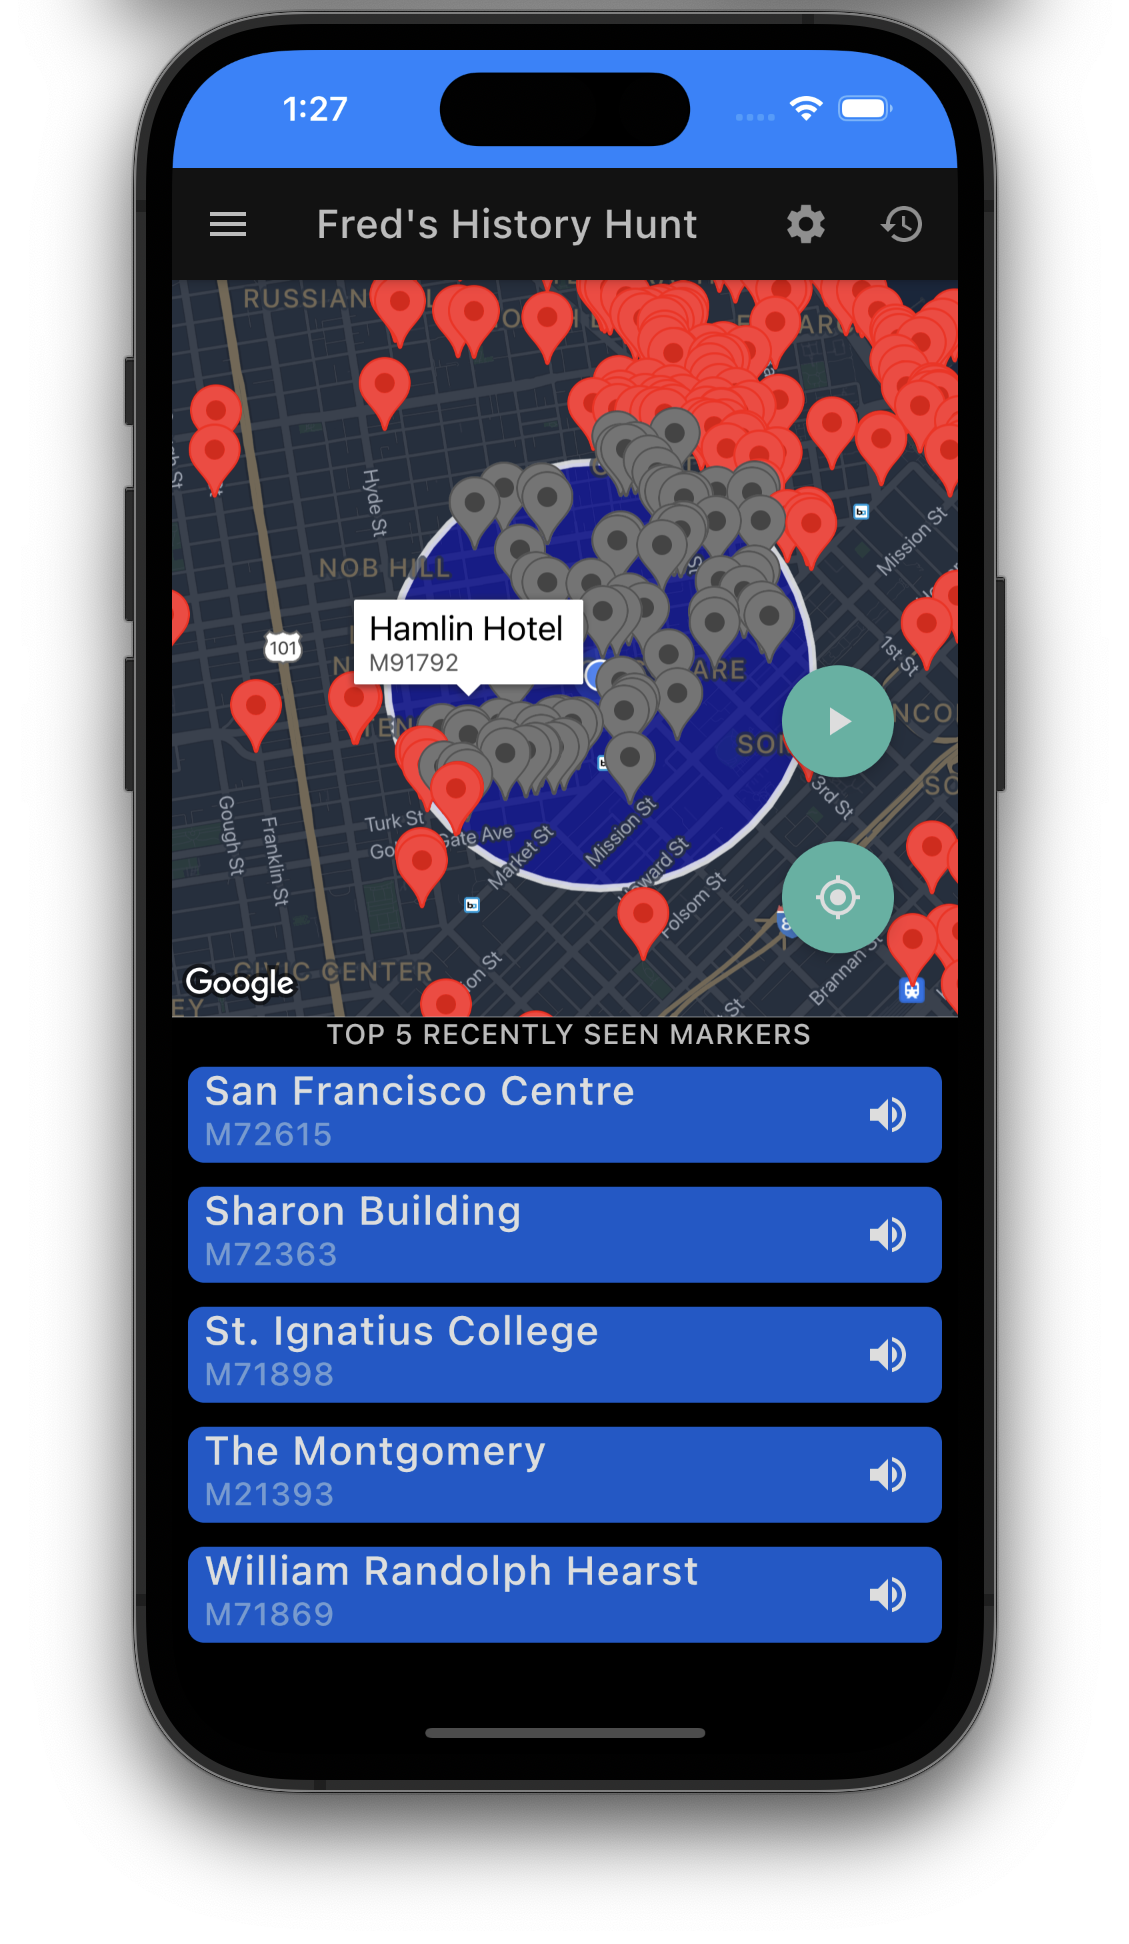 1:27
Fred's History Hunt
RUSSIAN
Hyde St
Mission St
NOB HILL
Hamlin Hotel
M91792
101
1st St
TEN
ARE
SOM
3rd St
Turk St
Gate Ave
Gough St
Franklin St
Market St
Mission St
Howard St
Folsom St
Brannan St
CIVIC CENTER
Google
TOP 5 RECENTLY SEEN MARKERS
San Francisco Centre
M72615
Sharon Building
M72363
St. Ignatius College
M71898
The Montgomery
M21393
William Randolph Hearst
M71869